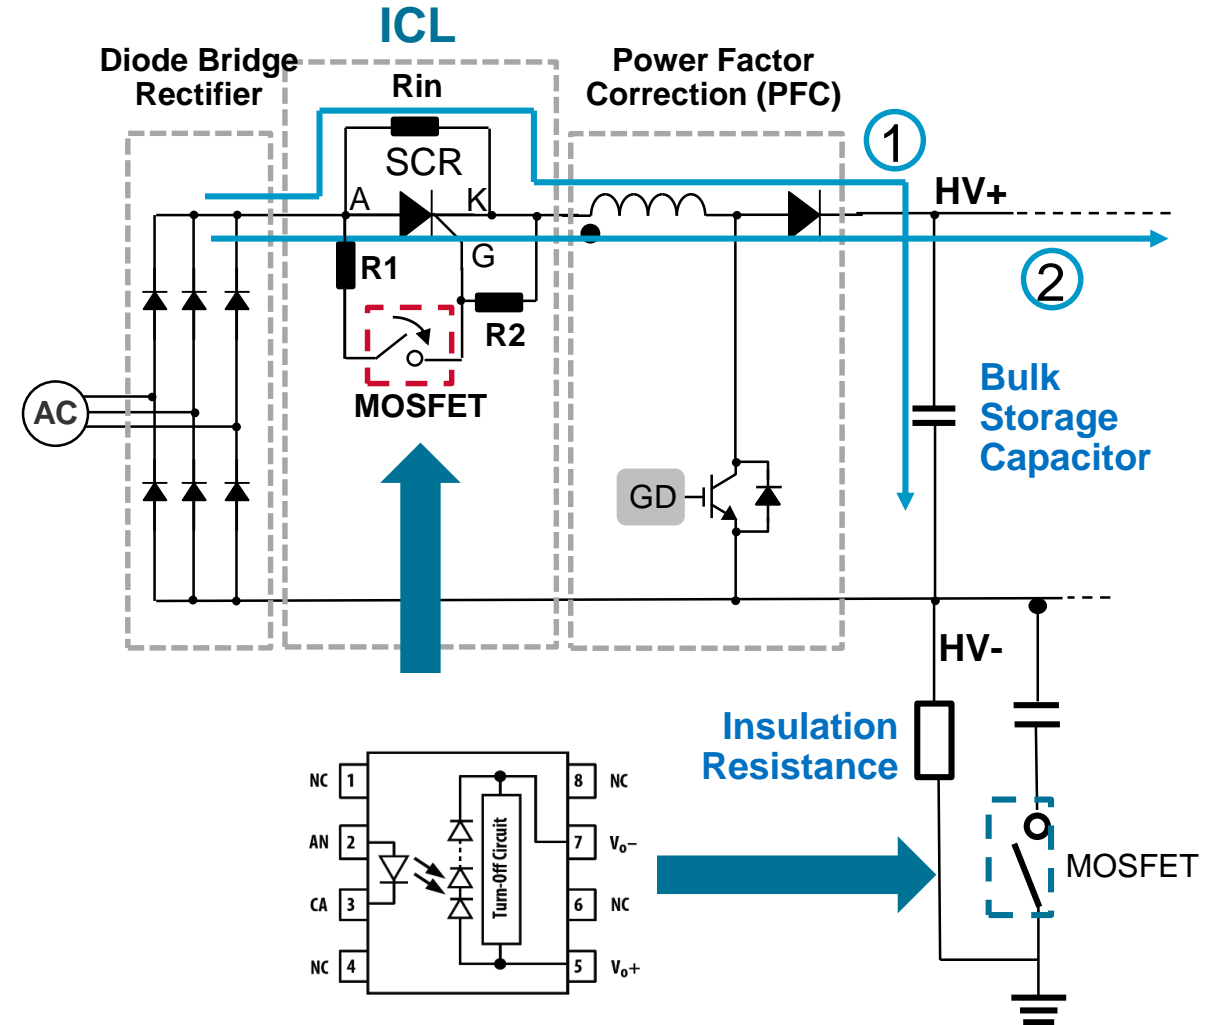 ICL
Diode Bridge
Rectifier
Power Factor
Correction (PFC)
Rin
1
SCR
A
K
HV+
G
R1
2
R2
MOSFET
AC
Bulk
Storage
Capacitor
GD
HV-
Insulation
Resistance
NC 1
8 NC
AN 2
7 Vo−
CA 3
6 NC
NC 4
5 Vo+
Turn-Off Circuit
MOSFET